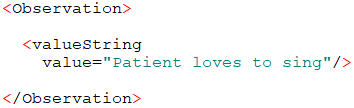 <Observation>
<valueString
value="Patient loves to sing"/>
</Observation>